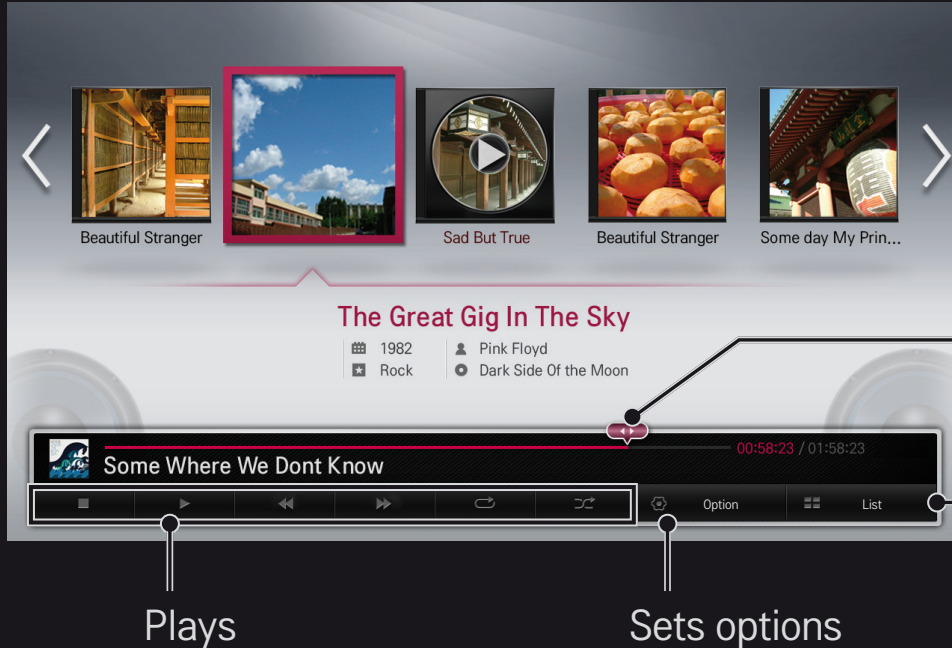 Beautiful Stranger
Sad But True
Beautiful Stranger
Some day My Prin...
The Great Gig In The Sky
1982
Pink Floyd
Rock
Dark Side Of the Moon
00:58:23 / 01:58:23
Some Where We Dont Know
Option
List
Plays
Sets options